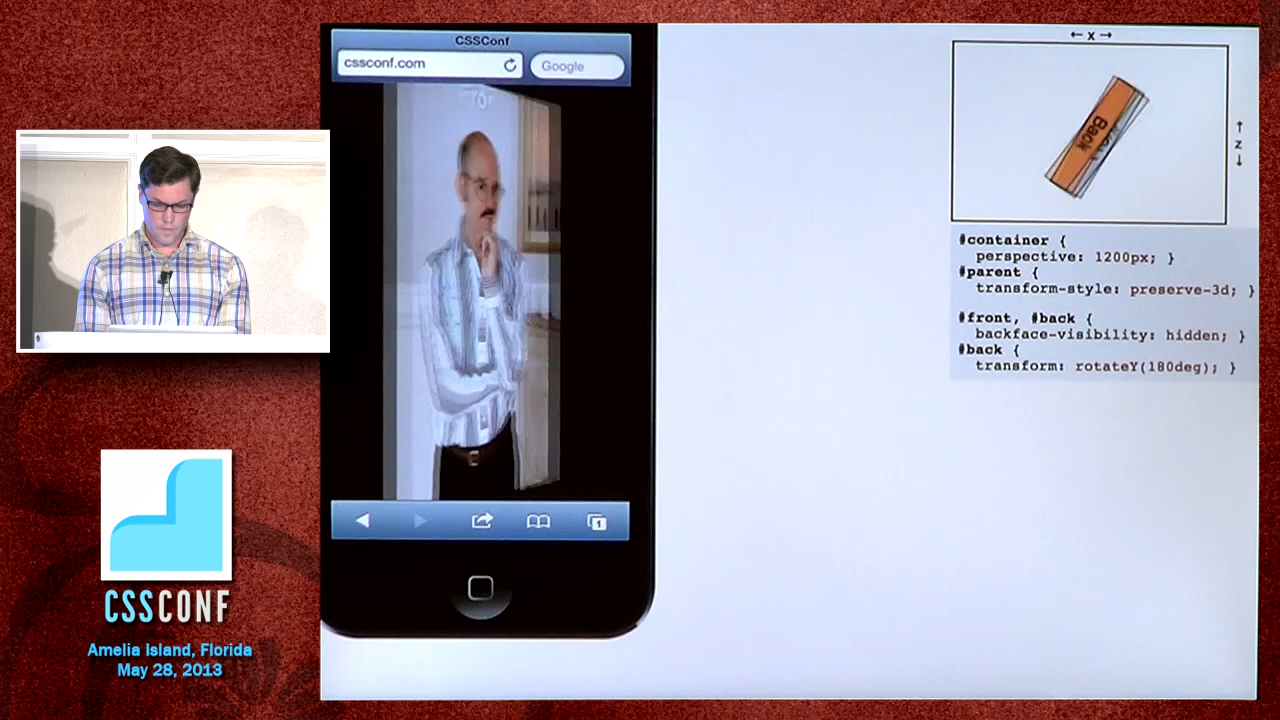 CSSConf
cssconf.com
Google
1
← x →
Back
↑
z
↓
#container {
perspective: 1200px; }
#parent {
transform-style: preserve-3d; }
#front, #back {
backface-visibility: hidden; }
#back {
transform: rotateY(180deg); }
CSSCONF
Amelia Island, Florida
May 28, 2013